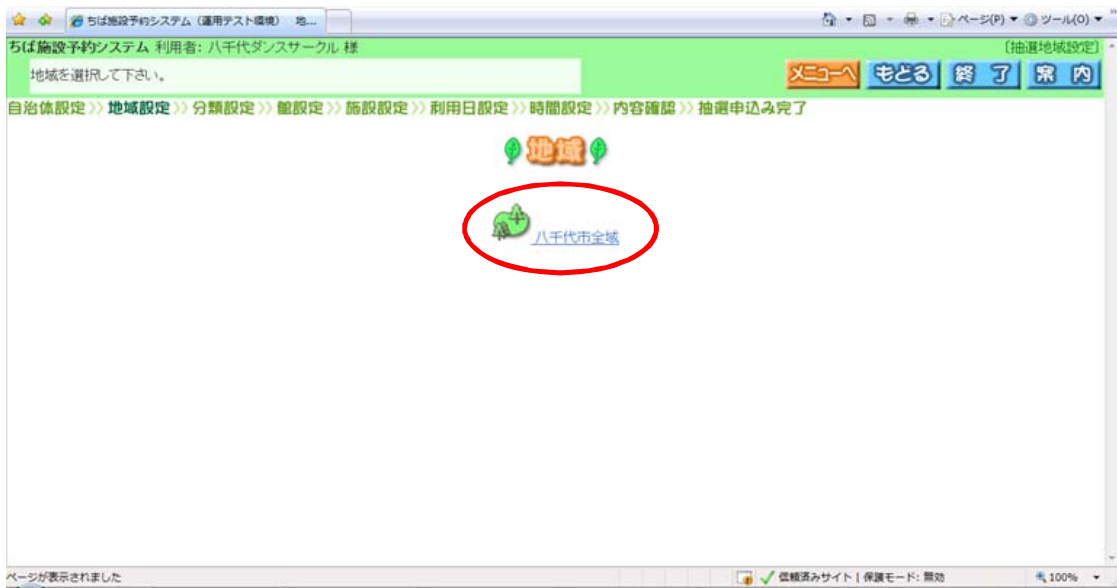 ちば施設予約システム（運用テスト環境） 地...
ページ(P) ツール(O)
ちば施設予約システム 利用者: 八千代ダンスサークル 様 [抽選地域設定]
地域を選択して下さい。 メニューへ もどる 終了 案内
自治体設定 >> 地域設定 >> 分類設定 >> 館設定 >> 施設設定 >> 利用日設定 >> 時間設定 >> 内容確認 >> 抽選申込み完了
地域
八千代市全域
ページが表示されました 信頼済みサイト | 保護モード: 無効 100%